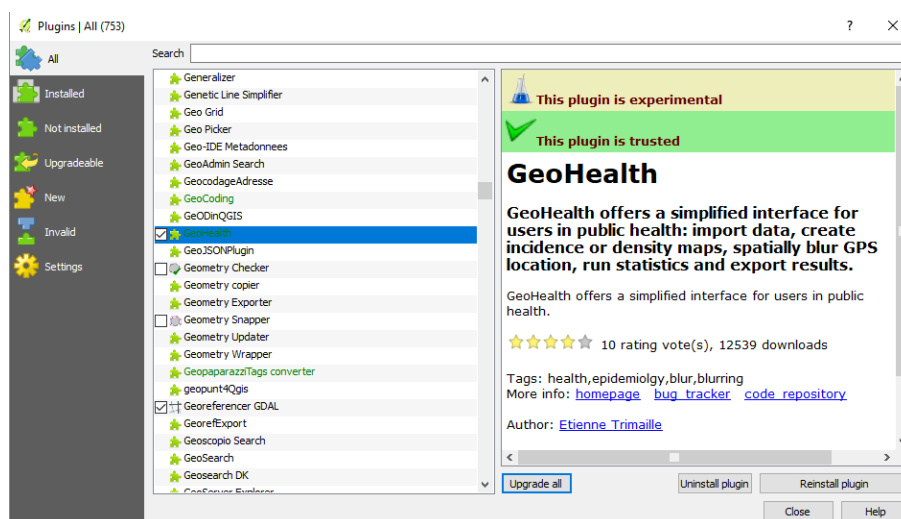 Plugins | All (753)
?
All
Installed
Not installed
Upgradeable
New
Invalid
Settings
Search
Generalizer
Genetic Line Simplifier
Geo Grid
Geo Picker
Geo-IDE Metadonnees
GeoAdmin Search
GeocodageAdresse
GeoCoding
GeODinQGIS
GeoHealth
GeoJSONPlugin
Geometry Checker
Geometry copier
Geometry Exporter
Geometry Snapper
Geometry Updater
Geometry Wrapper
GeopaparazziTags converter
geopunt4Qgis
Georeferencer GDAL
GeorefExport
Geoscopio Search
GeoSearch
Geosearch DK
GeoServer Explorer
This plugin is experimental
This plugin is trusted
GeoHealth
GeoHealth offers a simplified interface for
users in public health: import data, create
incidence or density maps, spatially blur GPS
location, run statistics and export results.
GeoHealth offers a simplified interface for users in public
health.
10 rating vote(s), 12539 downloads
Tags: health,epidemiolgy,blur,blurring
More info: homepage bug_tracker code_repository
Author: Etienne Trimaille
Upgrade all
Uninstall plugin
Reinstall plugin
Close
Help